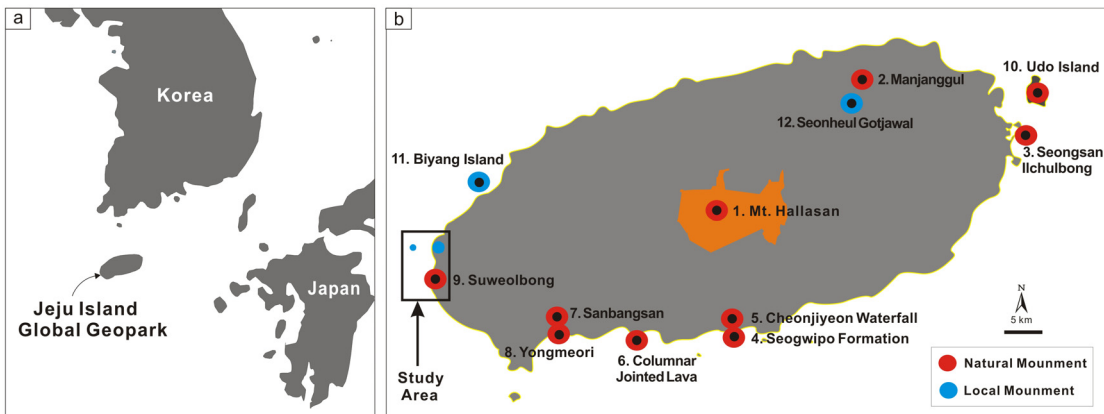 a
Korea
Japan
Jeju Island
Global Geopark
b
10. Udo Island
2. Manjanggul
12. Seonheul Gotjawal
3. Seongsan
Ilchulbong
11. Biyang Island
1. Mt. Hallasan
9. Suweolbong
7. Sanbangsan
8. Yongmeori
5. Cheonjiyeon Waterfall
4. Seogwipo Formation
6. Columnar
Jointed Lava
Study
Area
N
5 km
Natural Mounment
Local Mounment